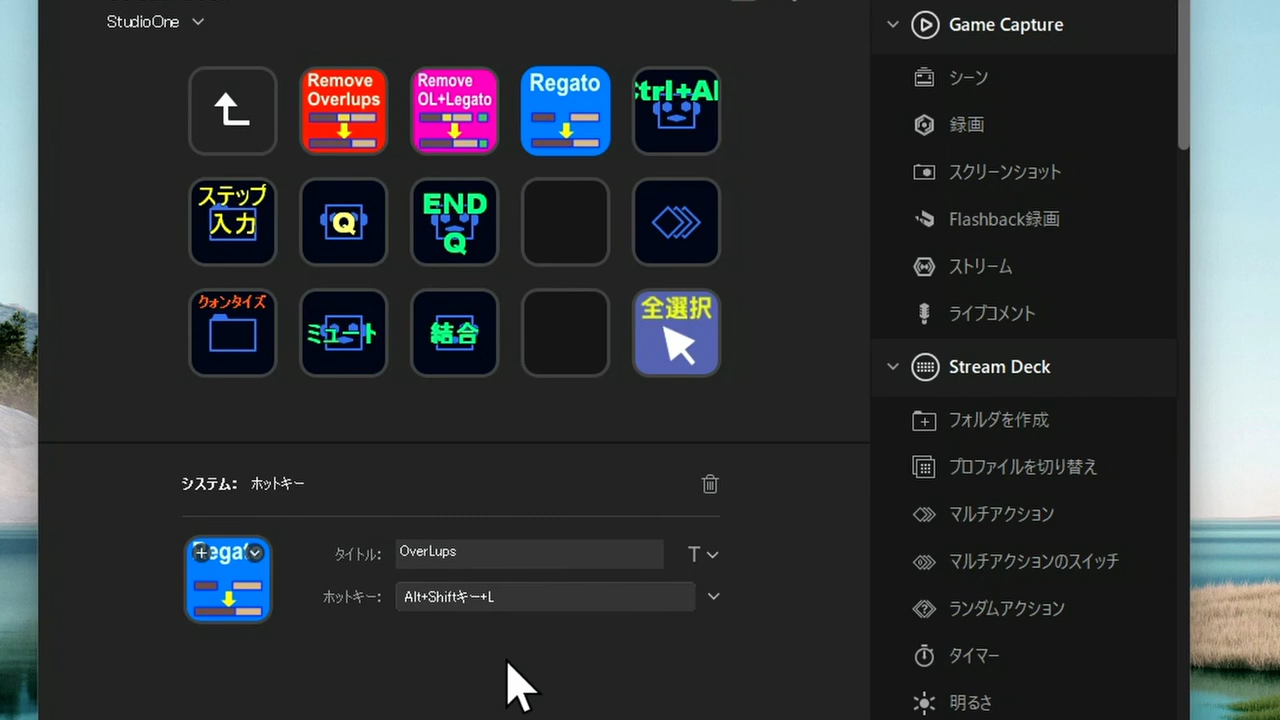 StudioOne
Remove
Overlups
Remove
OL+Legato
Regato
ステップ
入力
Q
END
Q
クォンタイズ
ミュート
結合
全選択
システム: ホットキー
タイトル: OverLups
T
ホットキー: Alt+Shiftキー+L
Game Capture
シーン
録画
スクリーンショット
Flashback録画
ストリーム
ライブコメント
Stream Deck
フォルダを作成
プロファイルを切り替え
マルチアクション
マルチアクションのスイッチ
ランダムアクション
タイマー
明るさ